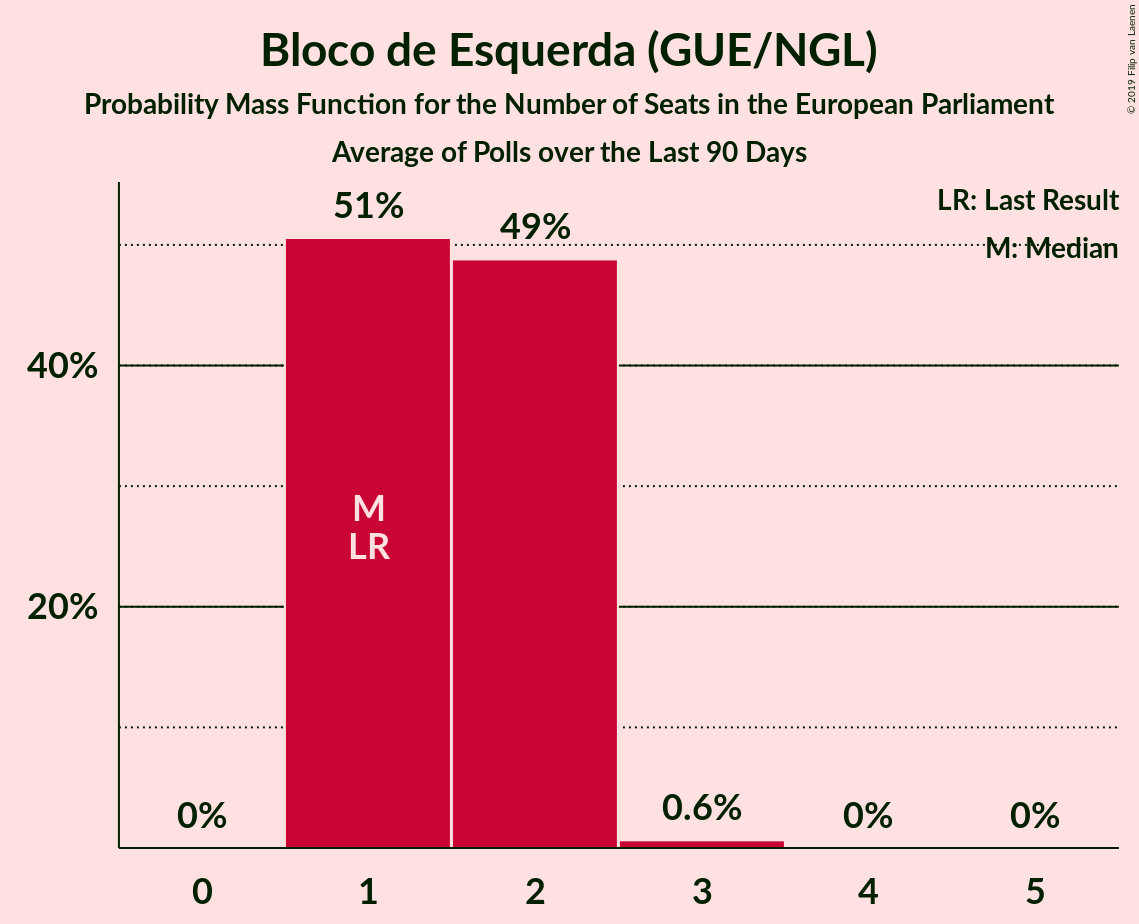 Bloco de Esquerda (GUE/NGL)
Probability Mass Function for the Number of Seats in the European Parliament
Average of Polls over the Last 90 Days
© 2019 Filip van Laenen
LR: Last Result
M: Median
51%
49%
40%
M
LR
20%
0%
0.6%
0%
0%
0
1
2
3
4
5